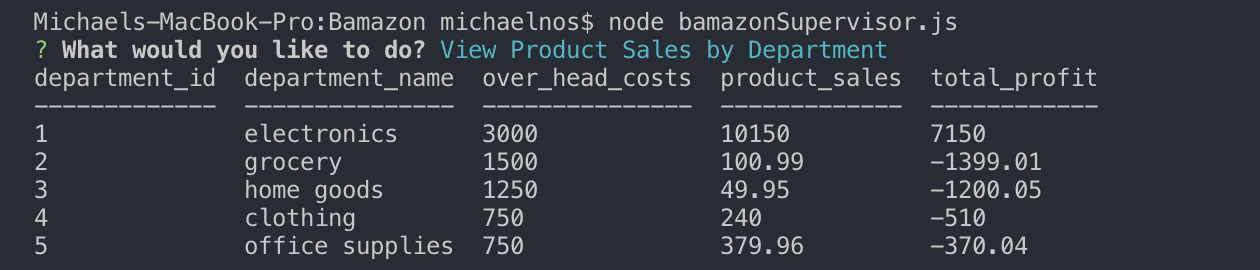 Michaels-MacBook-Pro:Bamazon michaelnos$ node bamazonSupervisor.js
? What would you like to do? View Product Sales by Department
department_id  department_name  over_head_costs  product_sales  total_profit
-------------  ---------------  ---------------  -------------  ------------
1              electronics      3000             10150          7150
2              grocery          1500             100.99         -1399.01
3              home goods       1250             49.95          -1200.05
4              clothing         750              240            -510
5              office supplies  750              379.96         -370.04